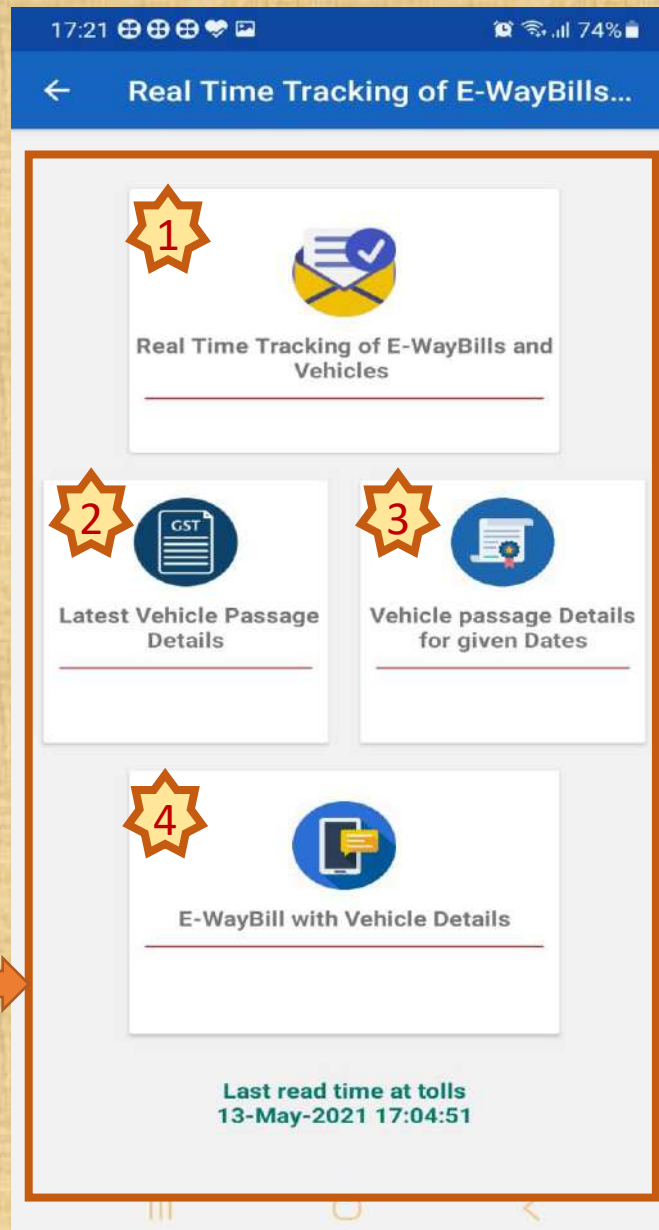 17:21
74%
Real Time Tracking of E-WayBills...
1
Real Time Tracking of E-WayBills and
Vehicles
2
GST
Latest Vehicle Passage
Details
3
Vehicle passage Details
for given Dates
4
E-WayBill with Vehicle Details
Last read time at tolls
13-May-2021 17:04:51